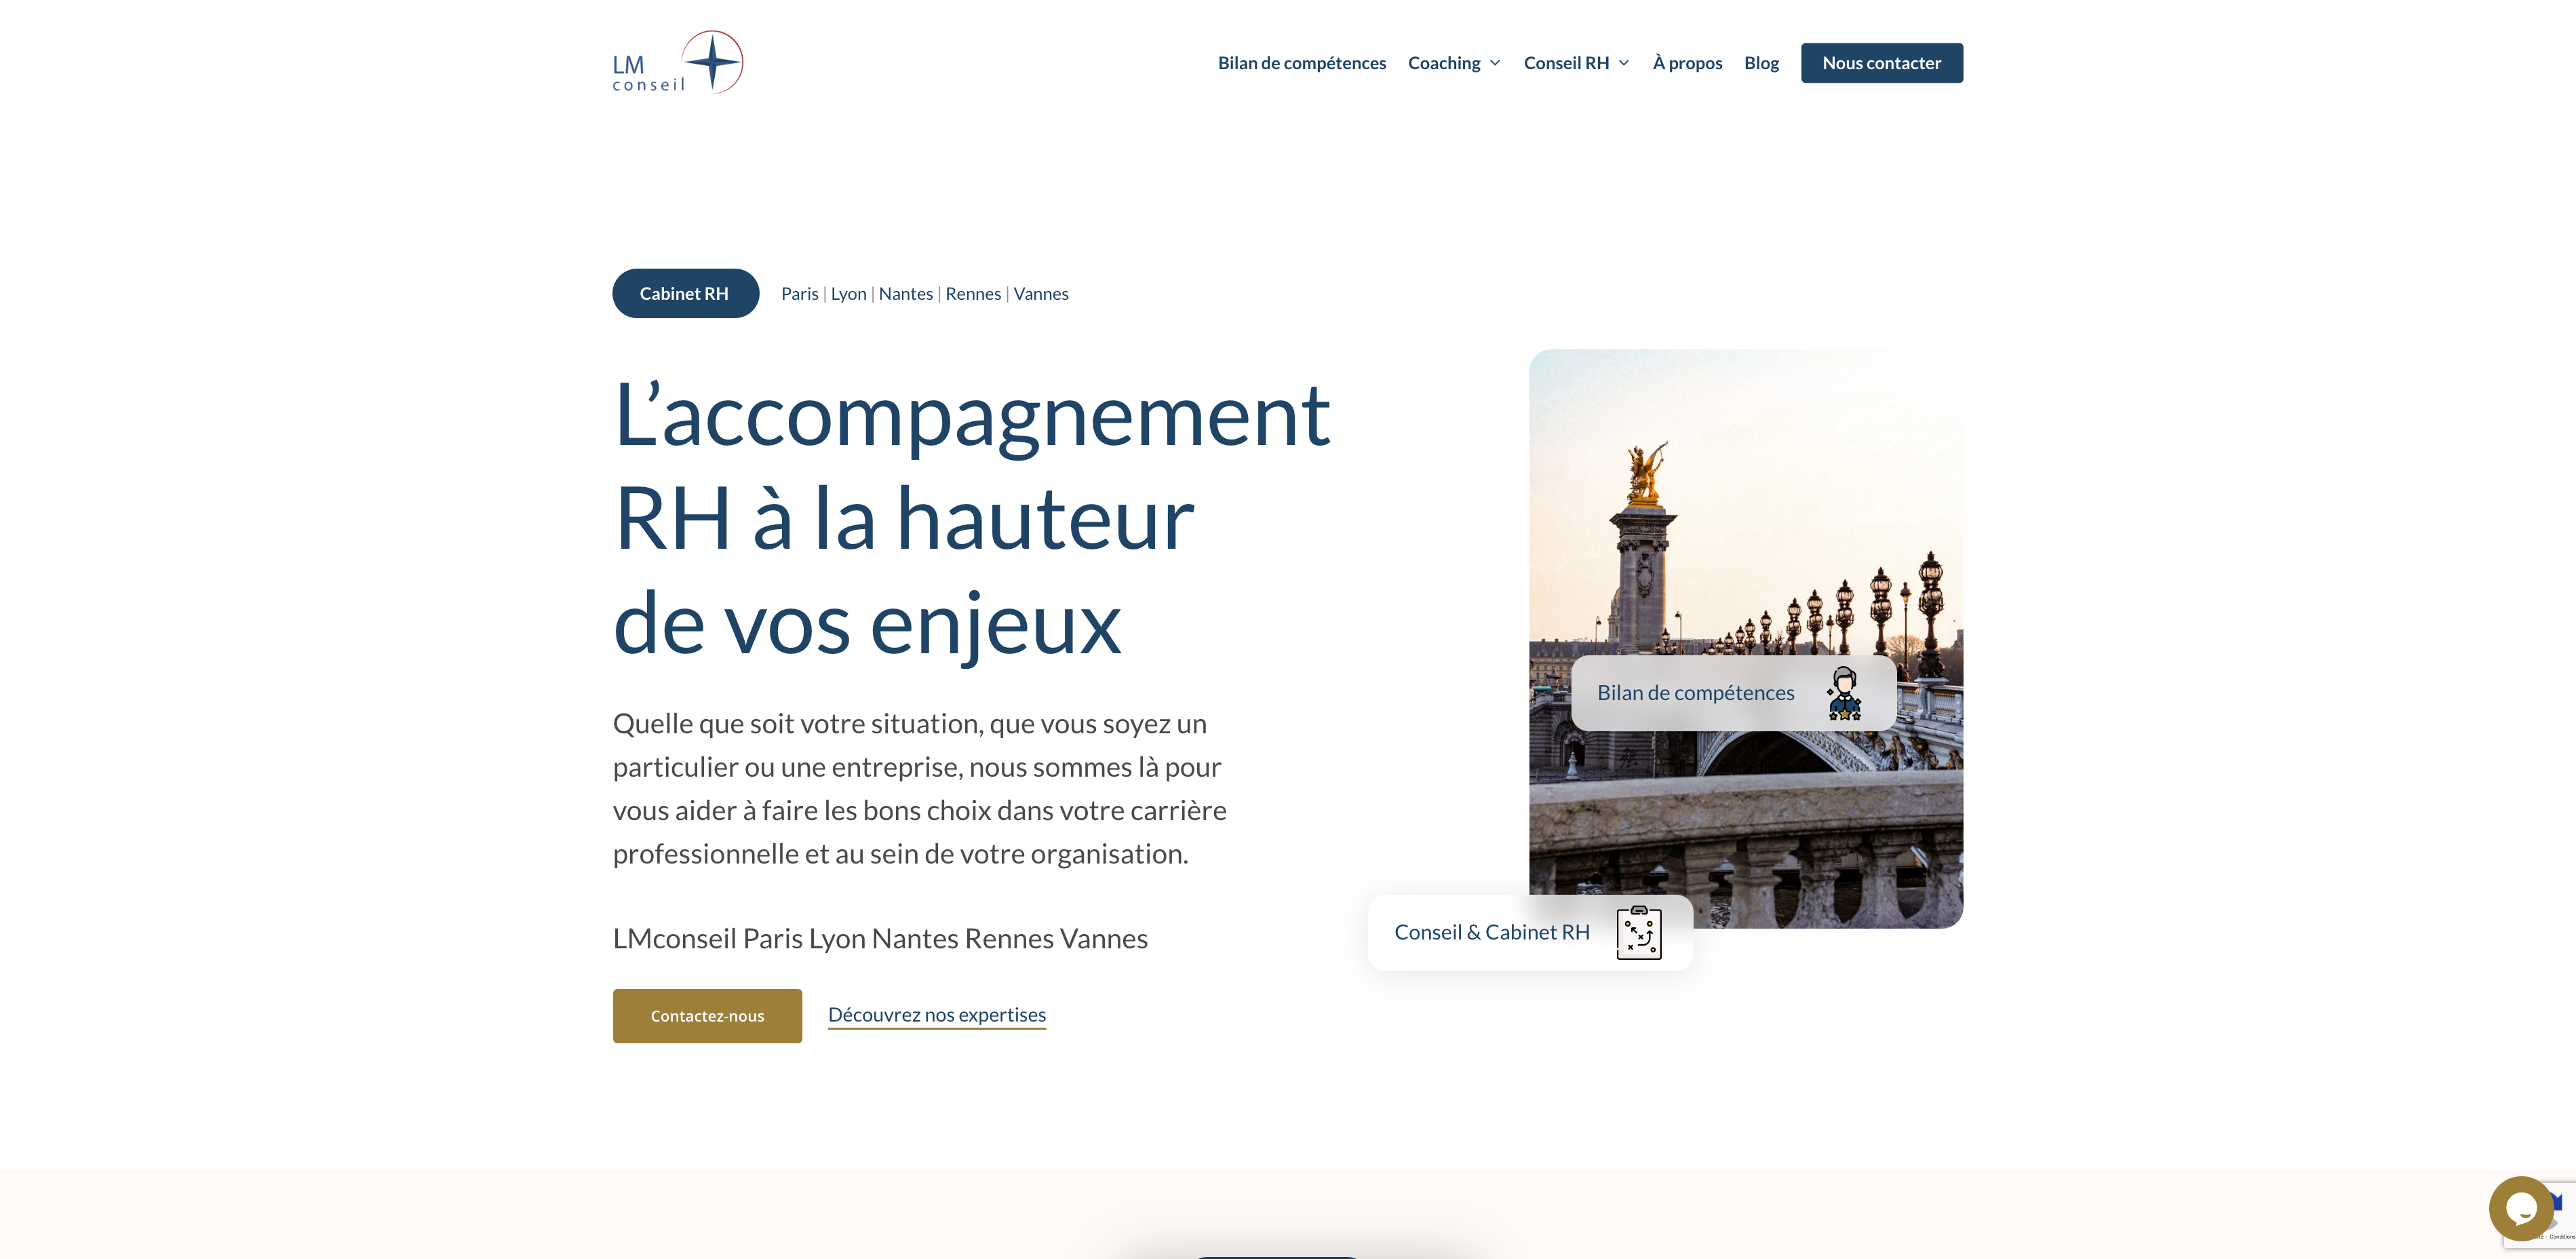 LM
conseil
Bilan de compétences
Coaching
Conseil RH
À propos
Blog
Nous contacter
Cabinet RH
Paris | Lyon | Nantes | Rennes | Vannes
L’accompagnement
RH à la hauteur
de vos enjeux
Quelle que soit votre situation, que vous soyez un
particulier ou une entreprise, nous sommes là pour
vous aider à faire les bons choix dans votre carrière
professionnelle et au sein de votre organisation.
LMconseil Paris Lyon Nantes Rennes Vannes
Contactez-nous
Découvrez nos expertises
Bilan de compétences
Conseil & Cabinet RH